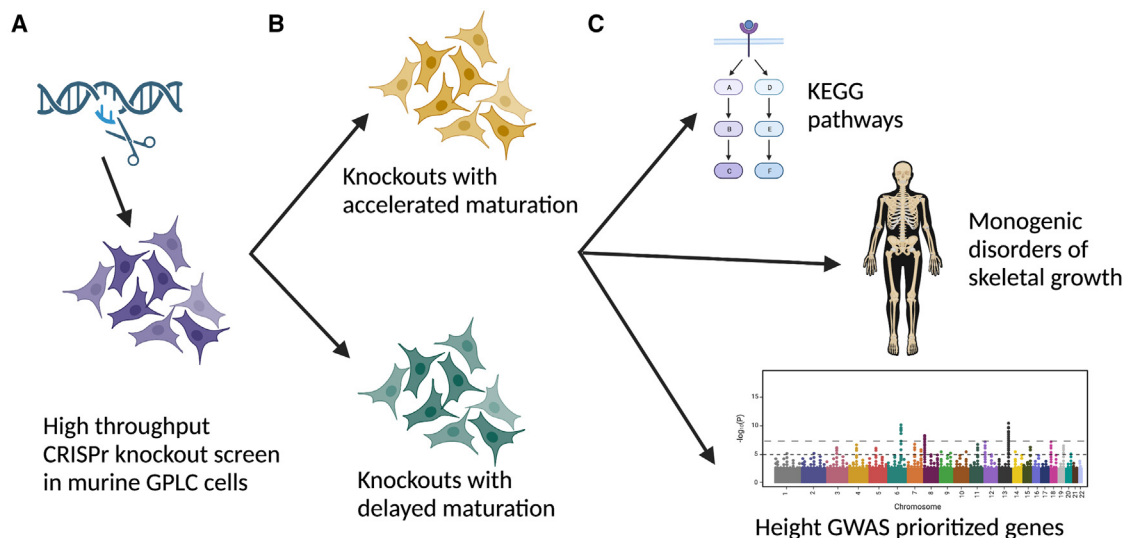 A
B
C
High throughput
CRISPr knockout screen
in murine GPLC cells
Knockouts with
accelerated maturation
Knockouts with
delayed maturation
A D
B E
C F
KEGG
pathways
Monogenic
disorders of
skeletal growth
-log₁₀(P)
15
10
5
0
1 2 3 4 5 6 7 8 9 10 11 12 13 14 15 16 17 18 19 20 21 22
Chromosome
Height GWAS prioritized genes